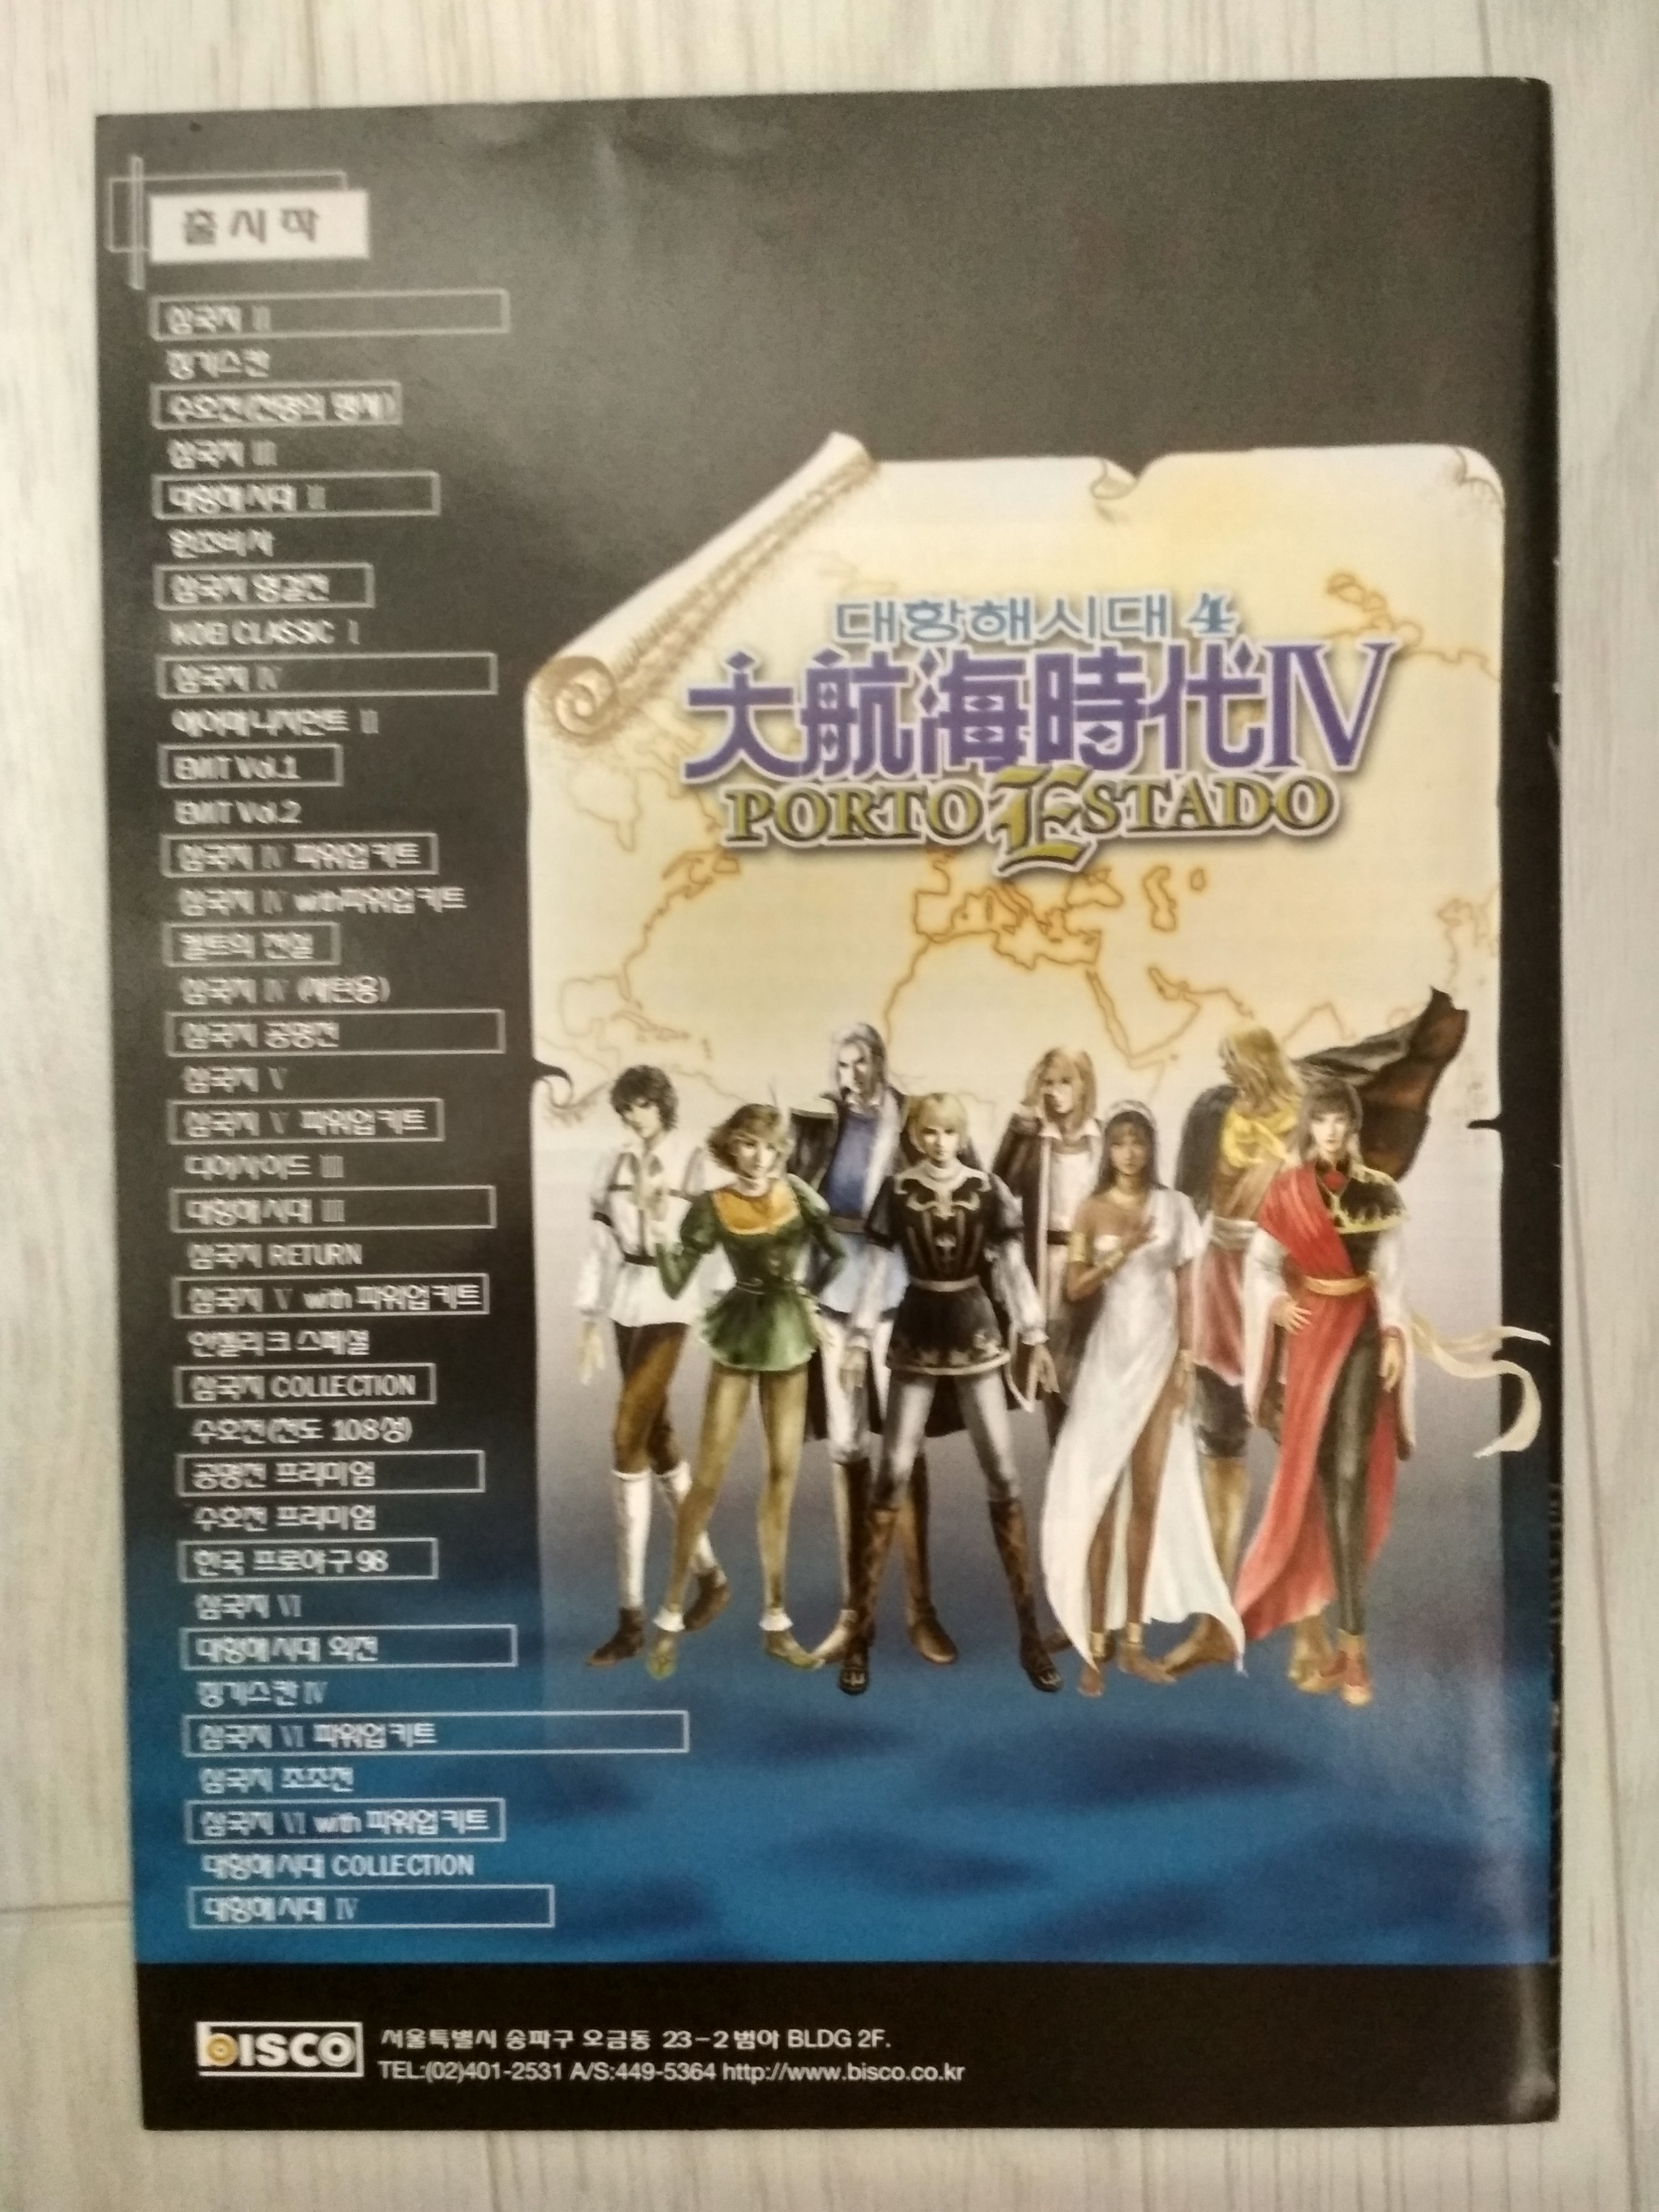 출시작
삼국지 II
징기스칸
수호전(천명의 맹세)
삼국지 III
대항해시대 II
원조비사
삼국지 영걸전
KOEI CLASSIC I
삼국지 IV
에어매니지먼트 II
EMIT Vol.1
EMIT Vol.2
삼국지 IV 파워업키트
삼국지 IV with파워업키트
켈트의 전설
삼국지 IV (세턴용)
삼국지 공명전
삼국지 V
삼국지 V 파워업키트
디어사이드 III
대항해시대 III
삼국지 RETURN
삼국지 V with 파워업키트
안젤리크 스페셜
삼국지 COLLECTION
수호전(천도 108성)
공명전 프리미엄
수호전 프리미엄
한국 프로야구 98
삼국지 VI
대항해시대 외전
징기스칸 IV
삼국지 VI 파워업키트
삼국지 조조전
삼국지 VI with 파워업키트
대항해시대 COLLECTION
대항해시대 IV
대항해시대 4
大航海時代IV
PORTO ESTADO
bISCO
서울특별시 송파구 오금동 23-2 범아 BLDG 2F.
TEL:(02)401-2531 A/S:449-5364 http://www.bisco.co.kr